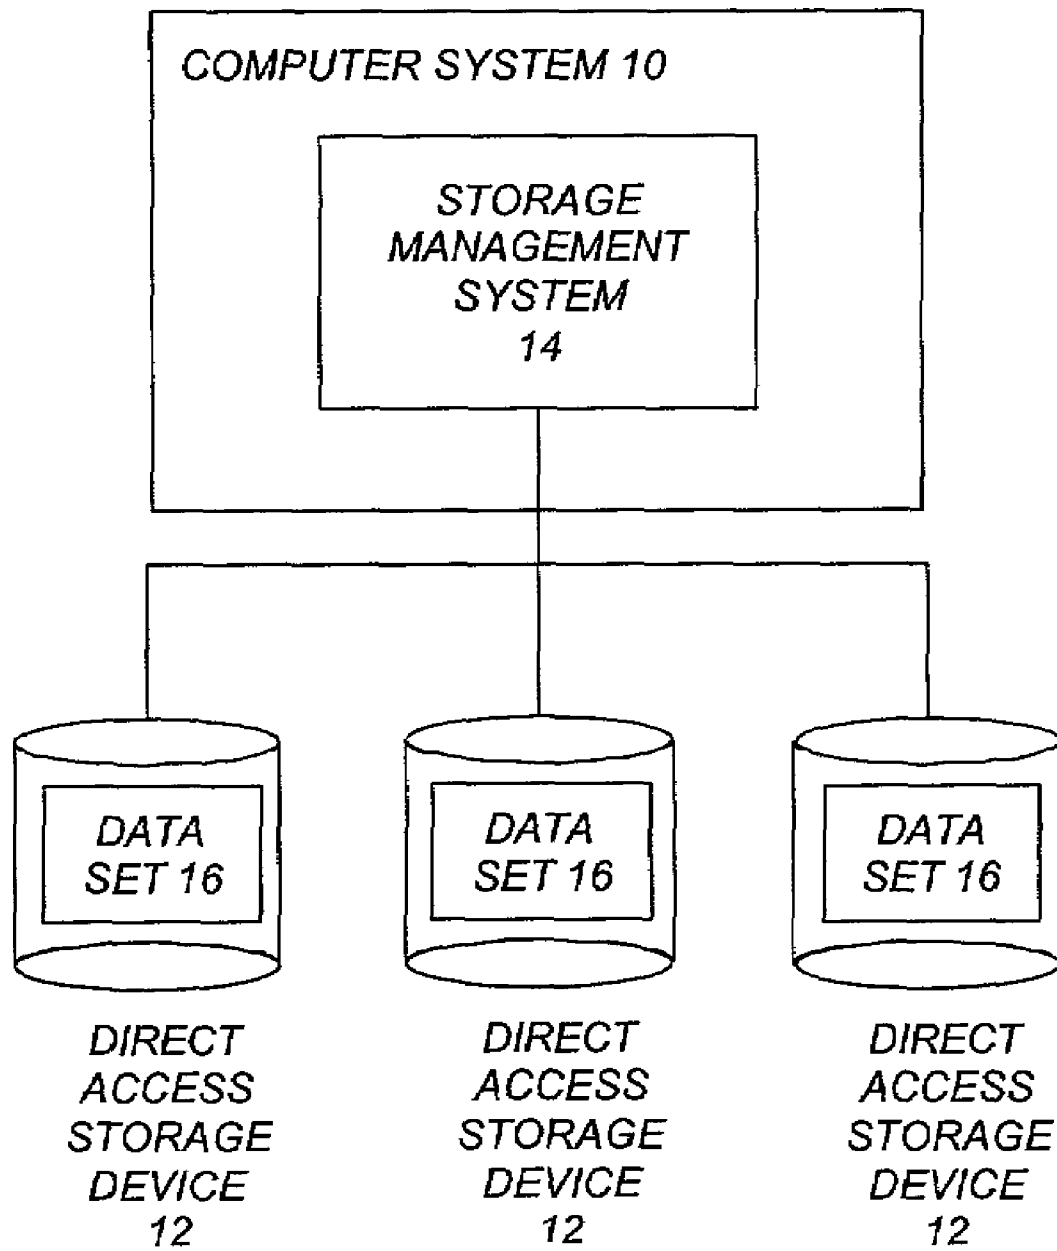 COMPUTER SYSTEM 10
STORAGE
MANAGEMENT
SYSTEM
14
DATA
SET 16
DATA
SET 16
DATA
SET 16
DIRECT
ACCESS
STORAGE
DEVICE
12
DIRECT
ACCESS
STORAGE
DEVICE
12
DIRECT
ACCESS
STORAGE
DEVICE
12